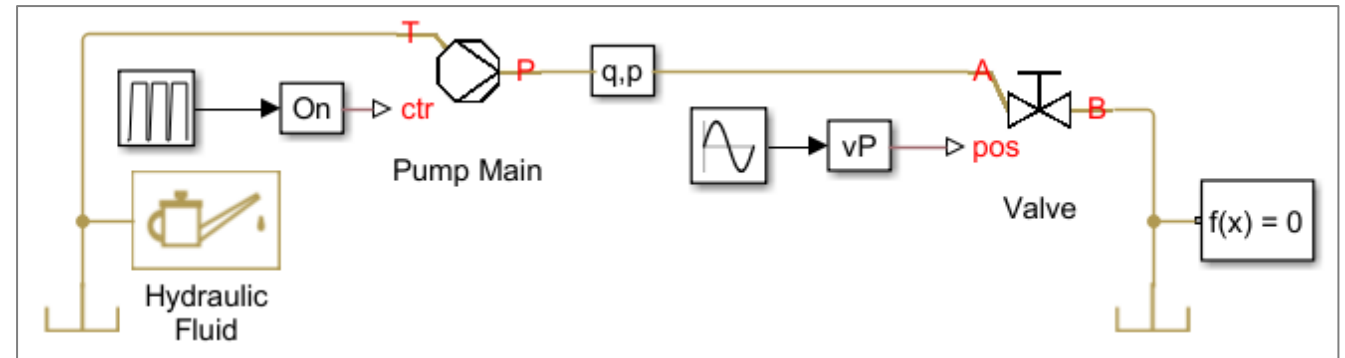 T
P
q,p
A
B
On
ctr
vP
pos
Pump Main
Valve
f(x) = 0
Hydraulic
Fluid